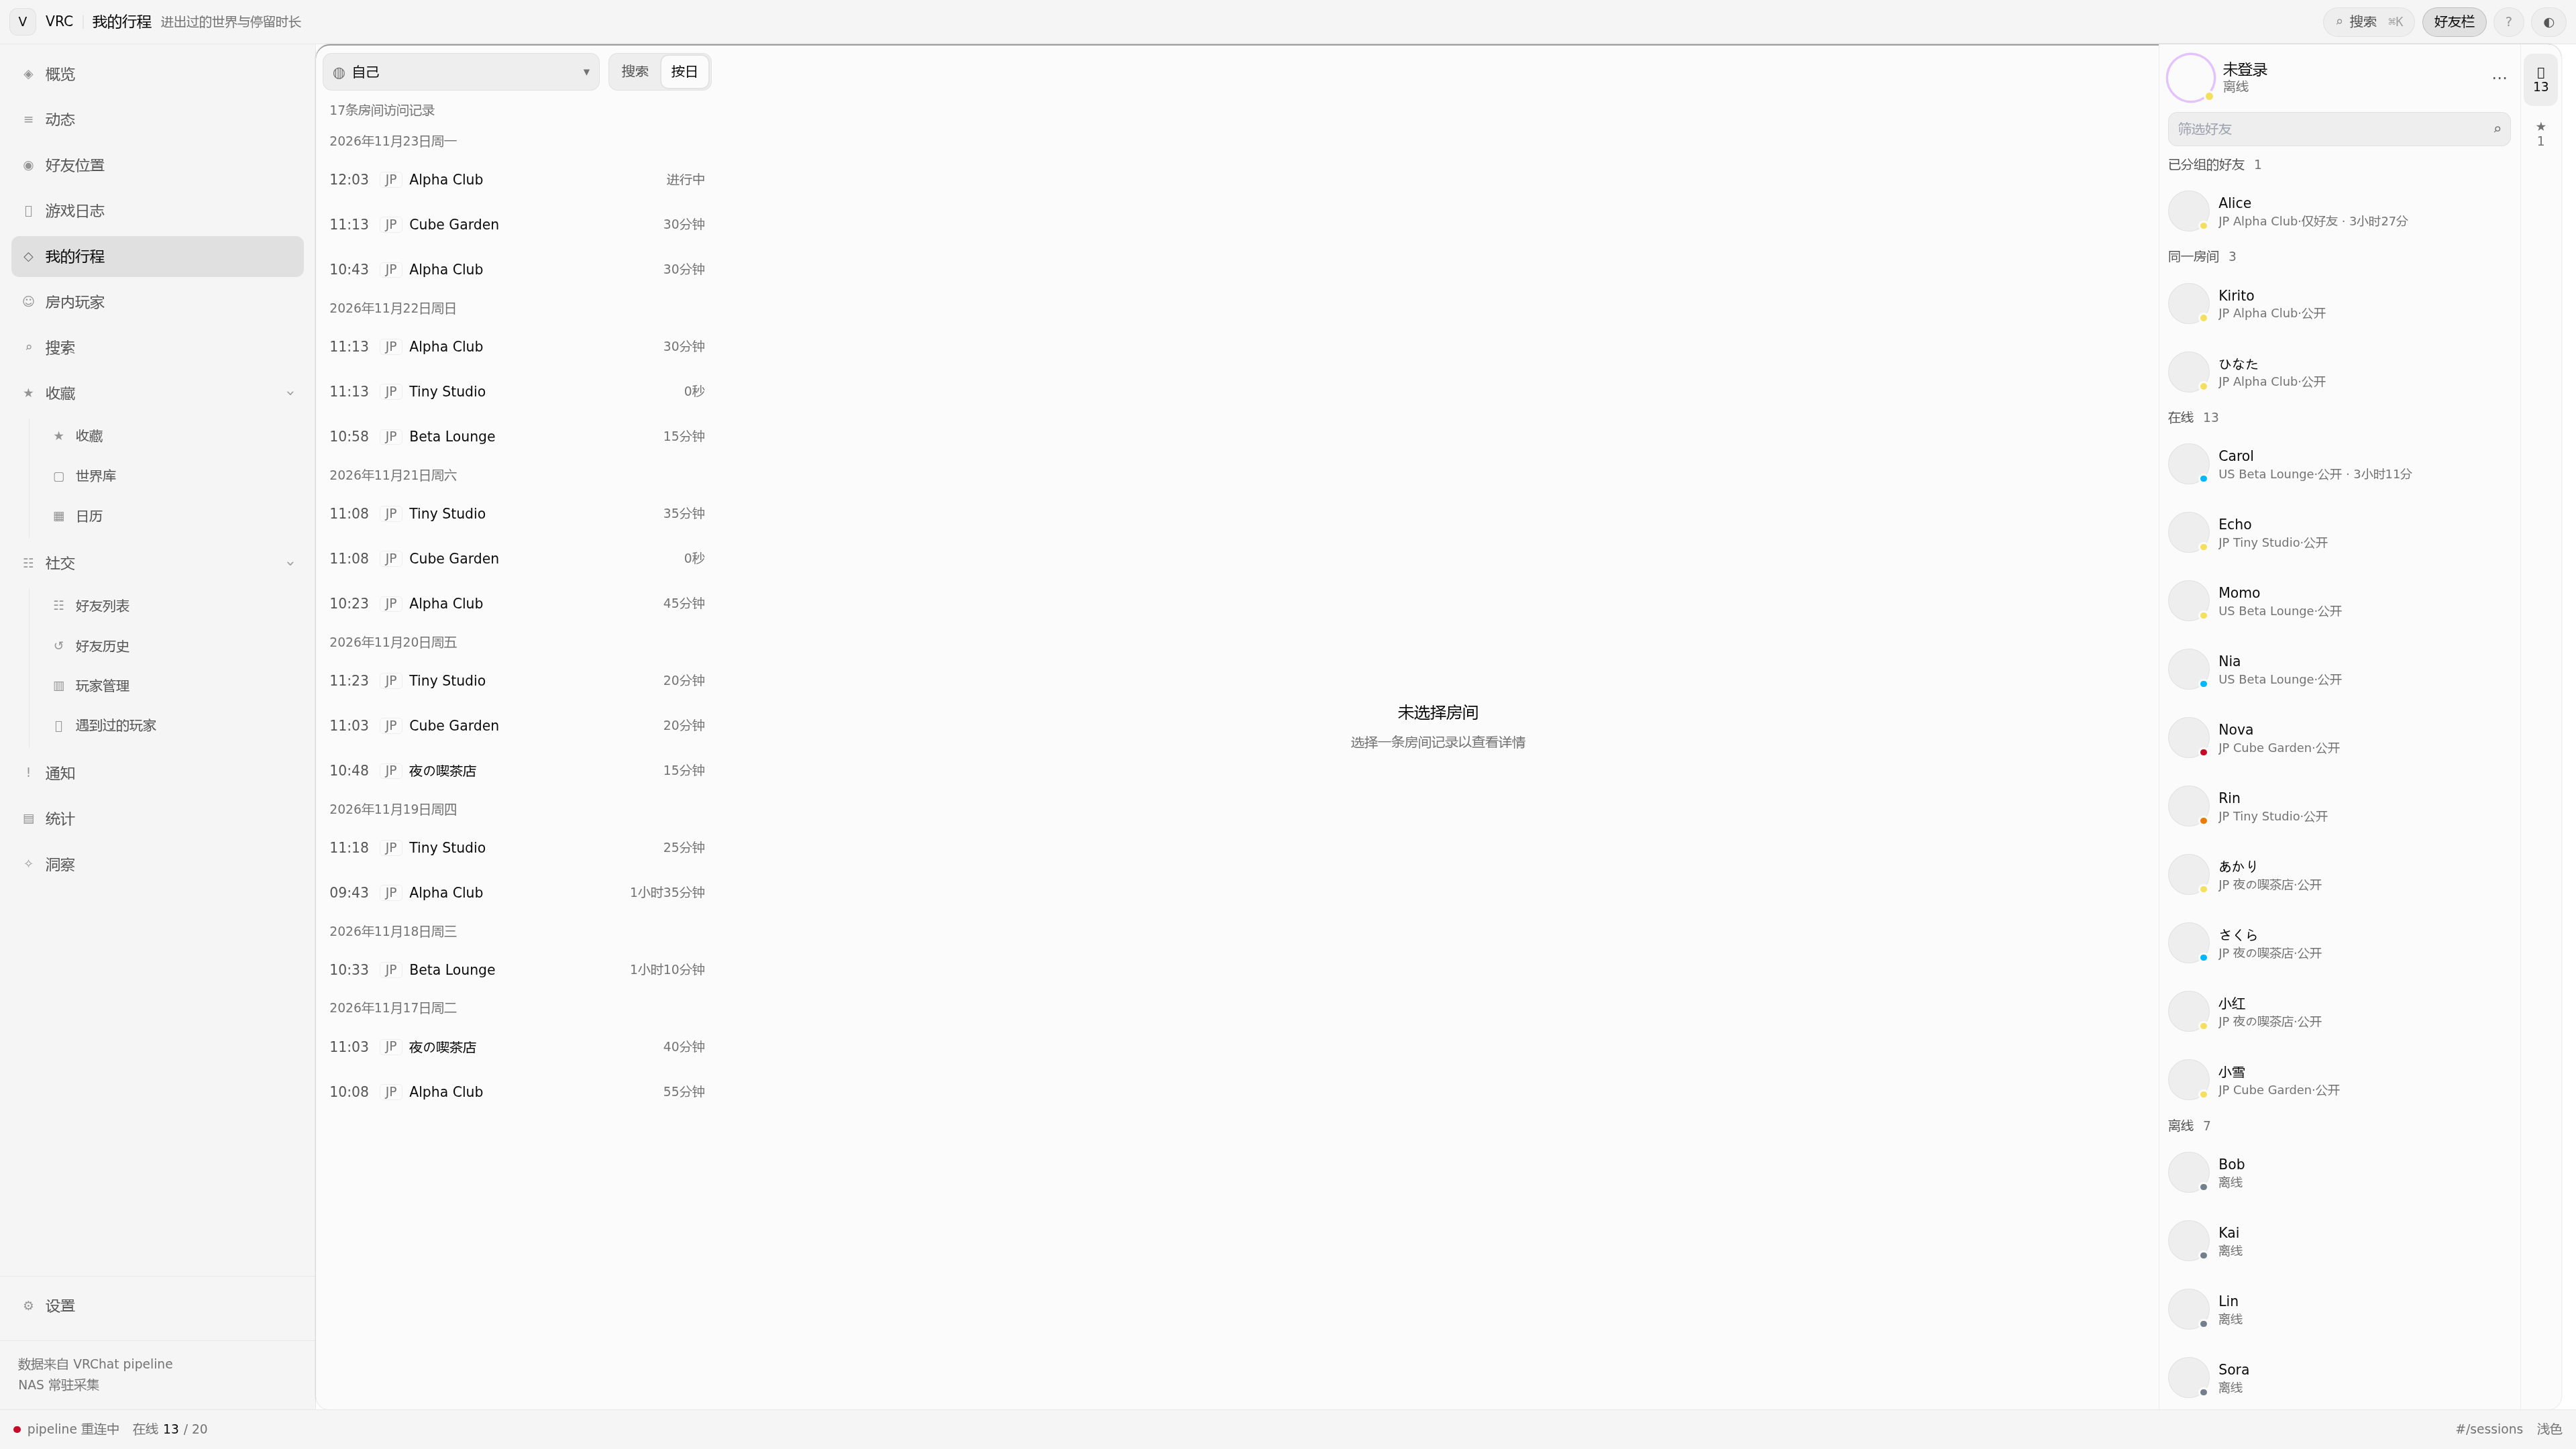 V VRC 我的行程 进出过的世界与停留时长
搜索 ⌘K 好友栏 ?
概览
动态
好友位置
游戏日志
我的行程
房内玩家
搜索
收藏
收藏
世界库
日历
社交
好友列表
好友历史
玩家管理
遇到过的玩家
! 通知
统计
洞察
设置
数据来自 VRChat pipeline
NAS 常驻采集
自己 搜索 按日
17条房间访问记录
2026年11月23日周一
12:03 JP Alpha Club 进行中
11:13 JP Cube Garden 30分钟
10:43 JP Alpha Club 30分钟
2026年11月22日周日
11:13 JP Alpha Club 30分钟
11:13 JP Tiny Studio 0秒
10:58 JP Beta Lounge 15分钟
2026年11月21日周六
11:08 JP Tiny Studio 35分钟
11:08 JP Cube Garden 0秒
10:23 JP Alpha Club 45分钟
2026年11月20日周五
11:23 JP Tiny Studio 20分钟
11:03 JP Cube Garden 20分钟
10:48 JP 夜の喫茶店 15分钟
2026年11月19日周四
11:18 JP Tiny Studio 25分钟
09:43 JP Alpha Club 1小时35分钟
2026年11月18日周三
10:33 JP Beta Lounge 1小时10分钟
2026年11月17日周二
11:03 JP 夜の喫茶店 40分钟
10:08 JP Alpha Club 55分钟
未选择房间
选择一条房间记录以查看详情
未登录
离线
...
13
★
1
筛选好友
已分组的好友 1
Alice
JP Alpha Club·仅好友 · 3小时27分
同一房间 3
Kirito
JP Alpha Club·公开
ひなた
JP Alpha Club·公开
在线 13
Carol
US Beta Lounge·公开 · 3小时11分
Echo
JP Tiny Studio·公开
Momo
US Beta Lounge·公开
Nia
US Beta Lounge·公开
Nova
JP Cube Garden·公开
Rin
JP Tiny Studio·公开
あかり
JP 夜の喫茶店·公开
さくら
JP 夜の喫茶店·公开
小红
JP 夜の喫茶店·公开
小雪
JP Cube Garden·公开
离线 7
Bob
离线
Kai
离线
Lin
离线
Sora
离线
pipeline 重连中 在线 13 / 20
#/sessions 浅色